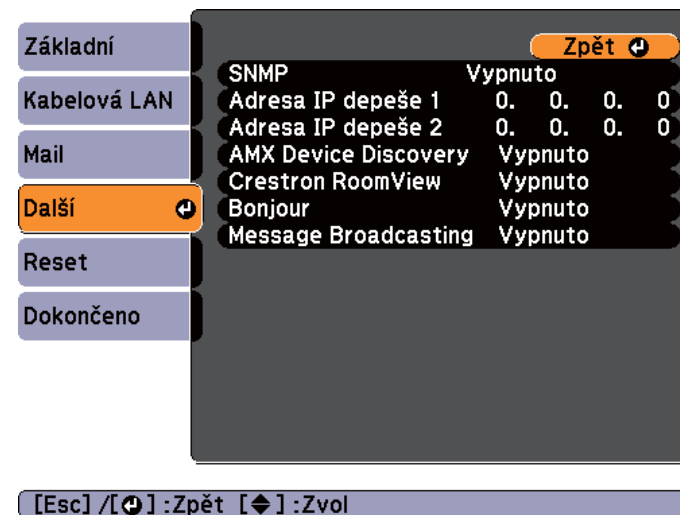 Základní
Kabelová LAN
Mail
Další
Reset
Dokončeno
Zpět
SNMP Vypnuto
Adresa IP depeše 1 0. 0. 0. 0
Adresa IP depeše 2 0. 0. 0. 0
AMX Device Discovery Vypnuto
Crestron RoomView Vypnuto
Bonjour Vypnuto
Message Broadcasting Vypnuto
[Esc] /[⏎] :Zpět [◆] :Zvol